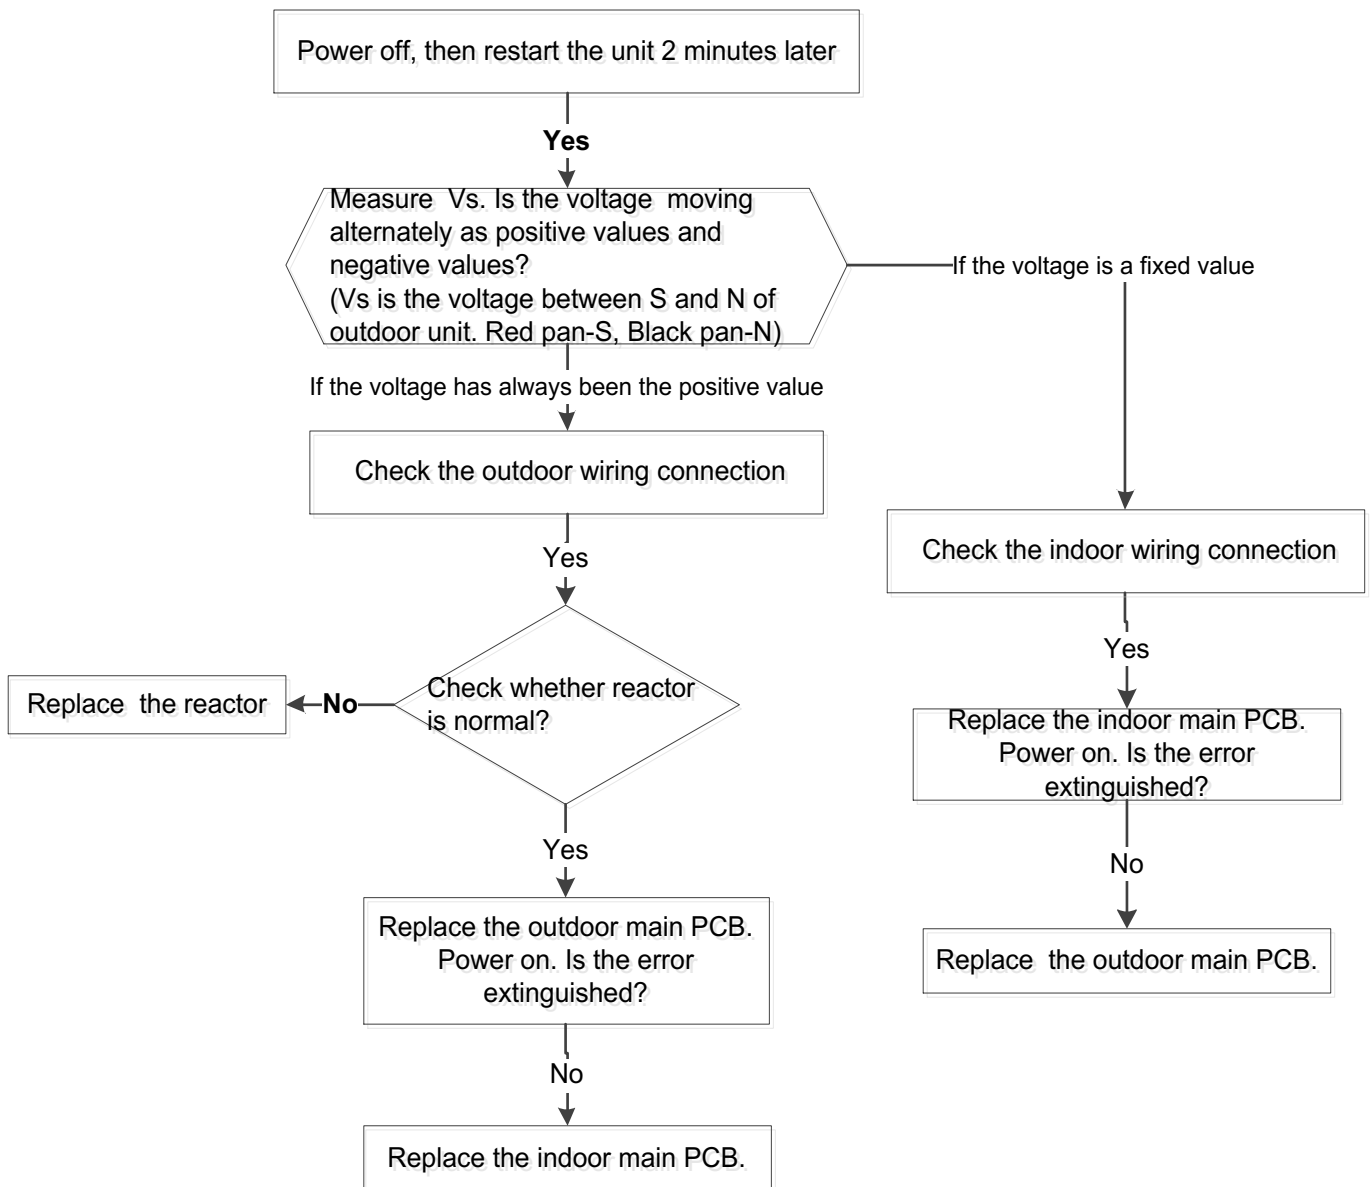 Power off, then restart the unit 2 minutes later
Yes
Measure Vs. Is the voltage moving
alternately as positive values and
negative values?
(Vs is the voltage between S and N of
outdoor unit. Red pan-S, Black pan-N)
If the voltage is a fixed value
If the voltage has always been the positive value
Check the outdoor wiring connection
Yes
Check the indoor wiring connection
Yes
Check whether reactor
is normal?
No
Replace the reactor
Replace the indoor main PCB.
Power on. Is the error
extinguished?
Yes
No
Replace the outdoor main PCB.
Power on. Is the error
extinguished?
Replace the outdoor main PCB.
No
Replace the indoor main PCB.